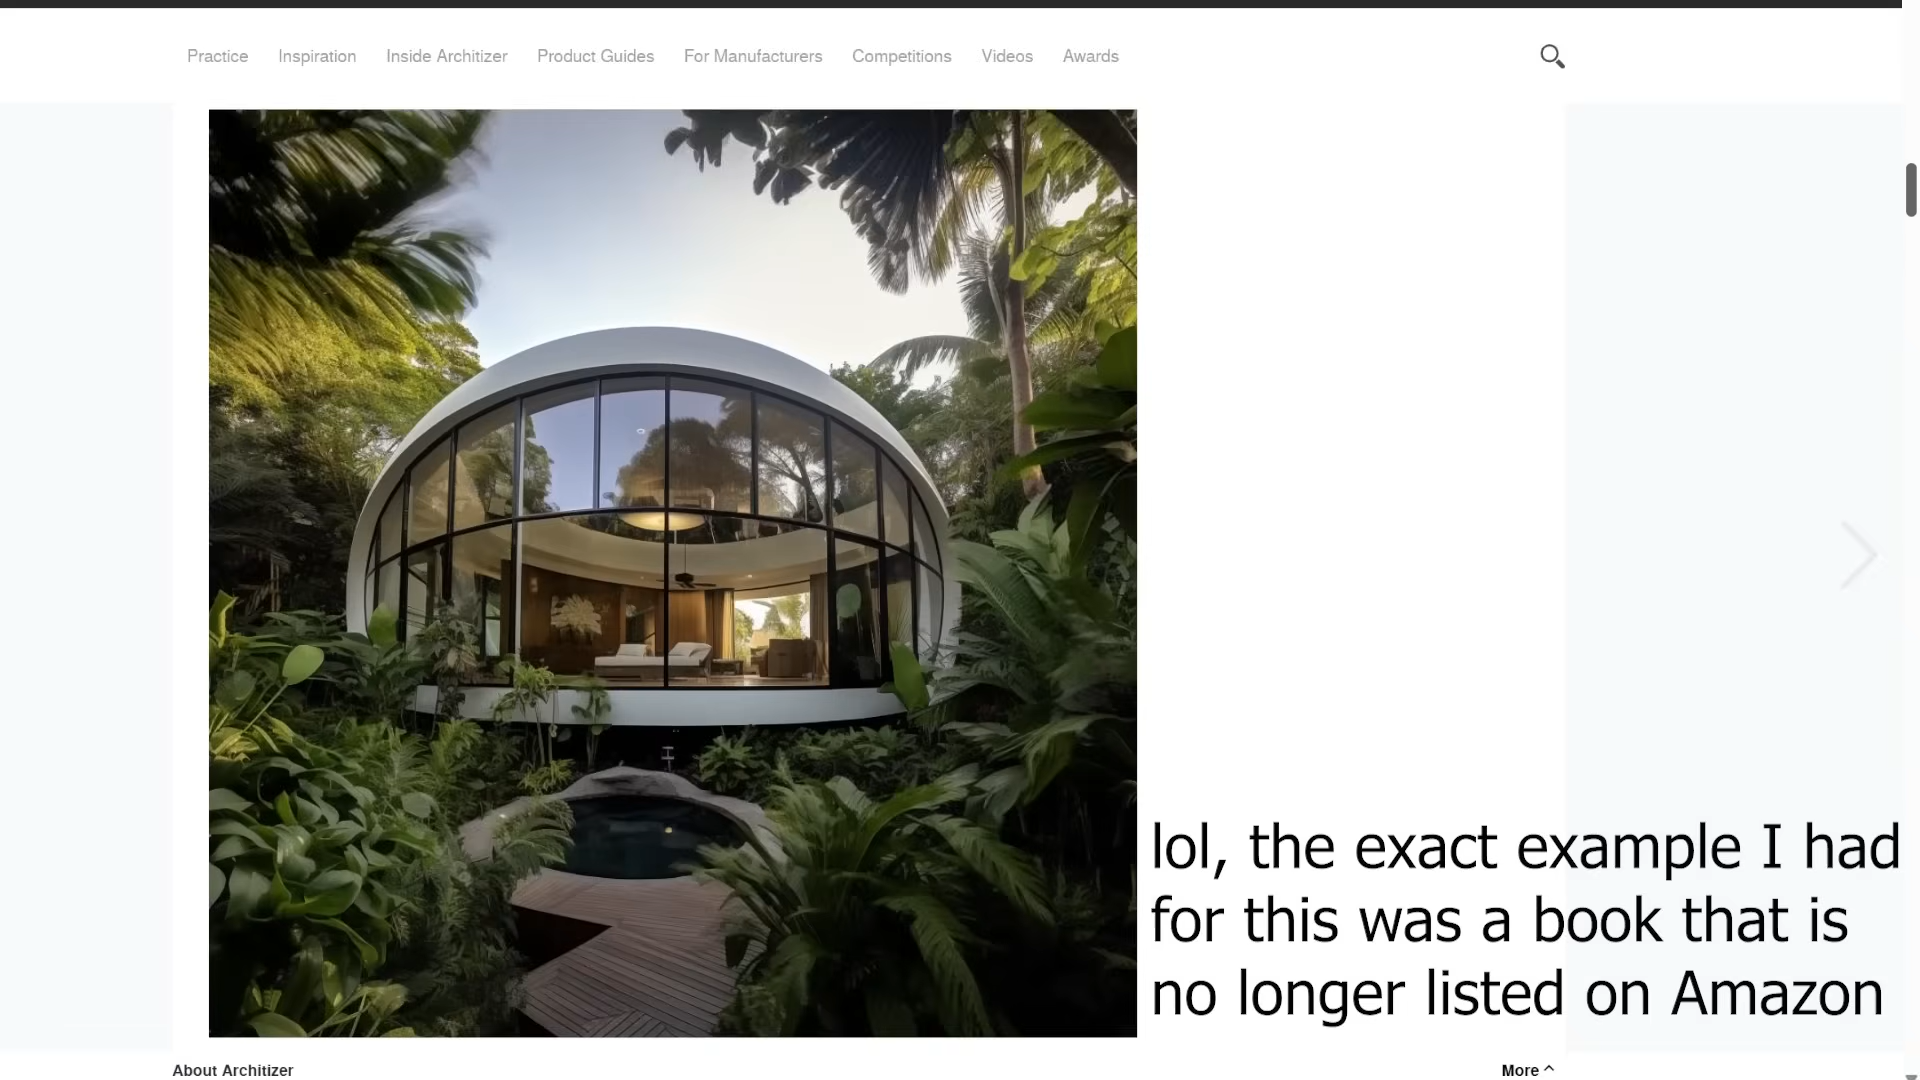 Practice Inspiration Inside Architizer Product Guides For Manufacturers Competitions Videos Awards
lol, the exact example I had
for this was a book that is
no longer listed on Amazon
About Architizer More